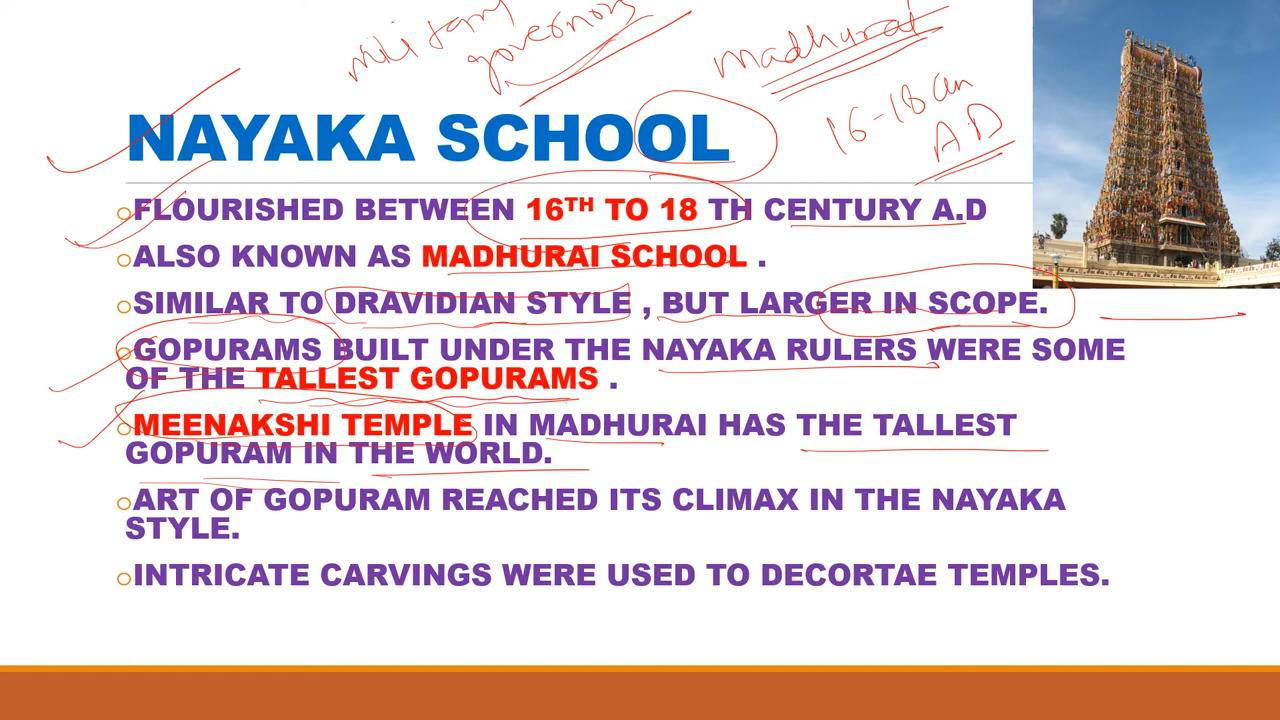 military
governors
Madhurai
16-18 cen
A.D
NAYAKA SCHOOL
FLOURISHED BETWEEN 16TH TO 18 TH CENTURY A.D
ALSO KNOWN AS MADHURAI SCHOOL .
SIMILAR TO DRAVIDIAN STYLE , BUT LARGER IN SCOPE.
GOPURAMS BUILT UNDER THE NAYAKA RULERS WERE SOME
OF THE TALLEST GOPURAMS .
MEENAKSHI TEMPLE IN MADHURAI HAS THE TALLEST
GOPURAM IN THE WORLD.
ART OF GOPURAM REACHED ITS CLIMAX IN THE NAYAKA
STYLE.
INTRICATE CARVINGS WERE USED TO DECORTAE TEMPLES.